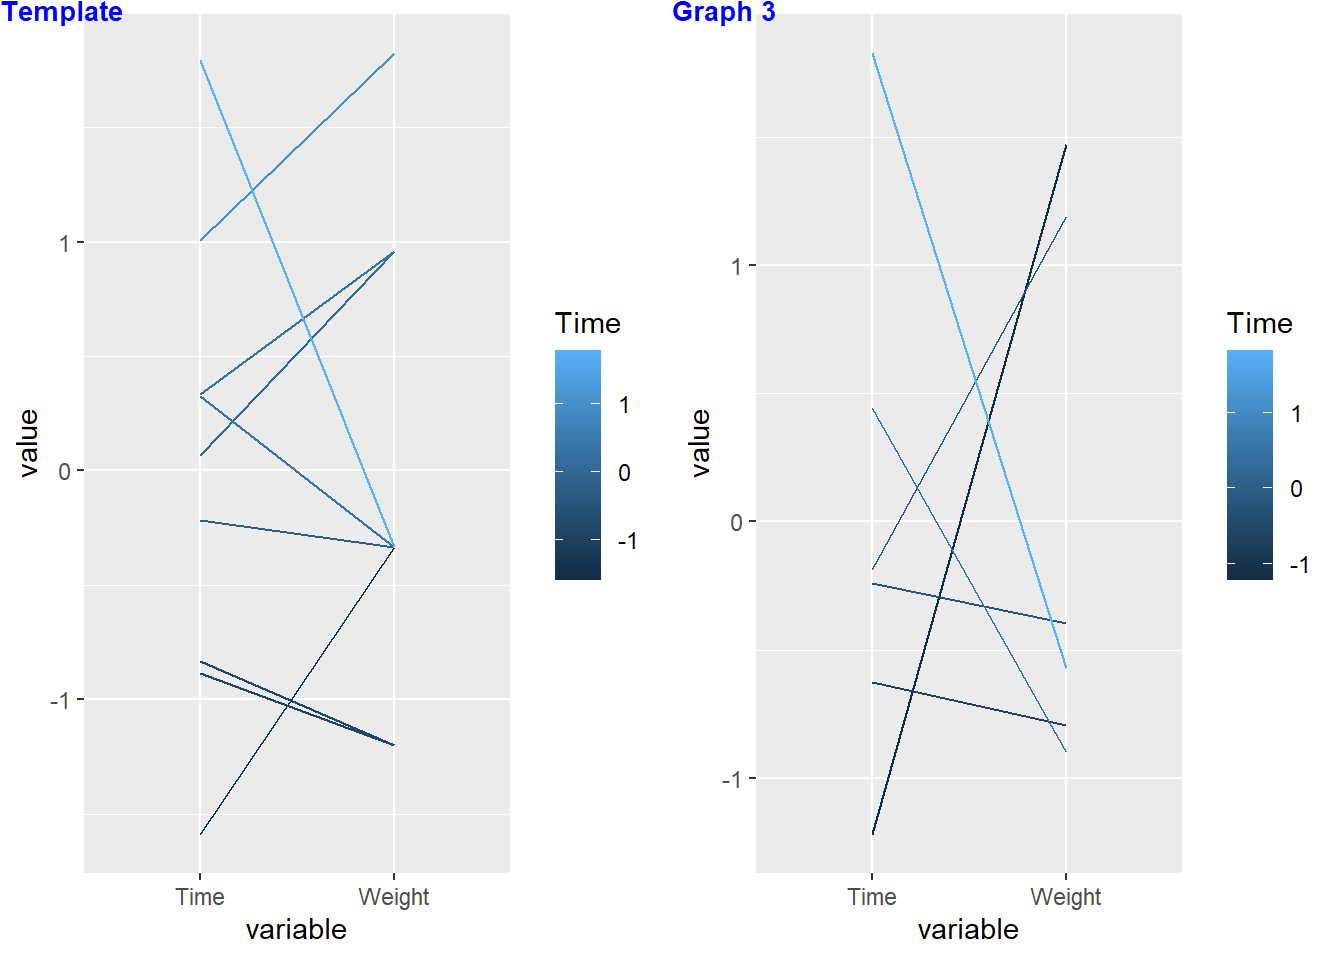 Template
1
0
-1
value
Time
Weight
variable
Time
1
0
-1
Graph 3
1
0
-1
value
Time
Weight
variable
Time
1
0
-1